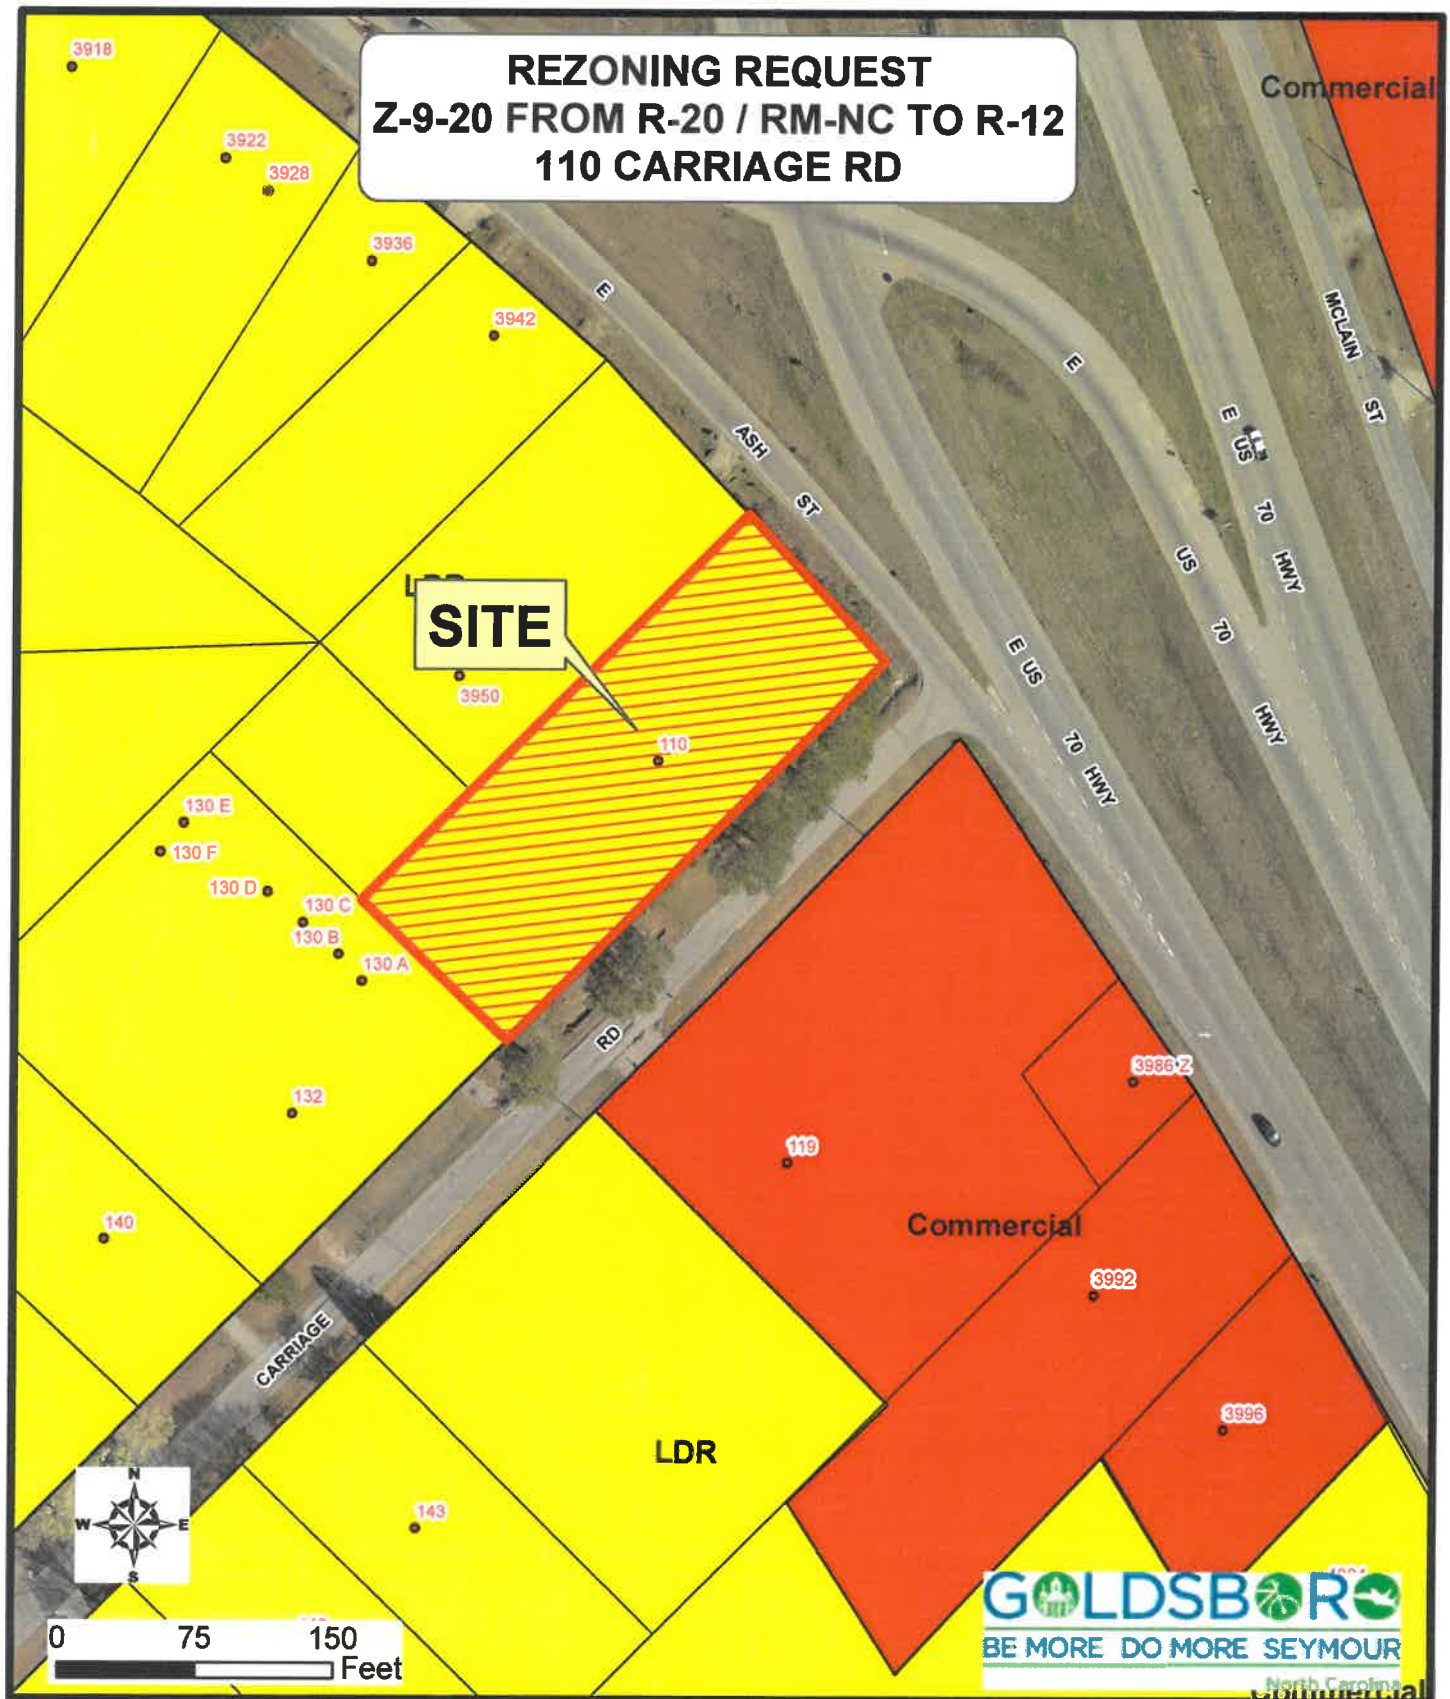 REZONING REQUEST
Z-9-20 FROM R-20 / RM-NC TO R-12
110 CARRIAGE RD
Commercial
3918
3922
3928
3936
3942
E
ASH
ST
E
US
70
HWY
E
US
70
HWY
MCLAIN
ST
E US
70 HWY
SITE
3950
110
130 E
130 F
130 D
130 C
130 B
130 A
132
140
RD
CARRIAGE
3986 Z
119
Commercial
3992
3996
LDR
143
N
W
E
S
0 75 150
Feet
GOLDSBORO
BE MORE DO MORE SEYMOUR
North Carolina